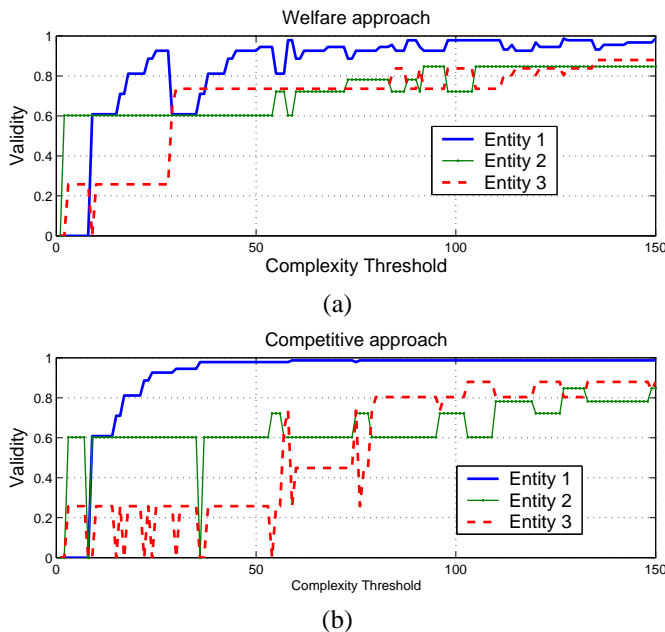 Welfare approach
1
0.8
0.6
0.4
0.2
0
Validity
Entity 1
Entity 2
Entity 3
0 50 100 150
Complexity Threshold
(a)
Competitive approach
1
0.8
0.6
0.4
0.2
0
Validity
Entity 1
Entity 2
Entity 3
0 50 100 150
Complexity Threshold
(b)